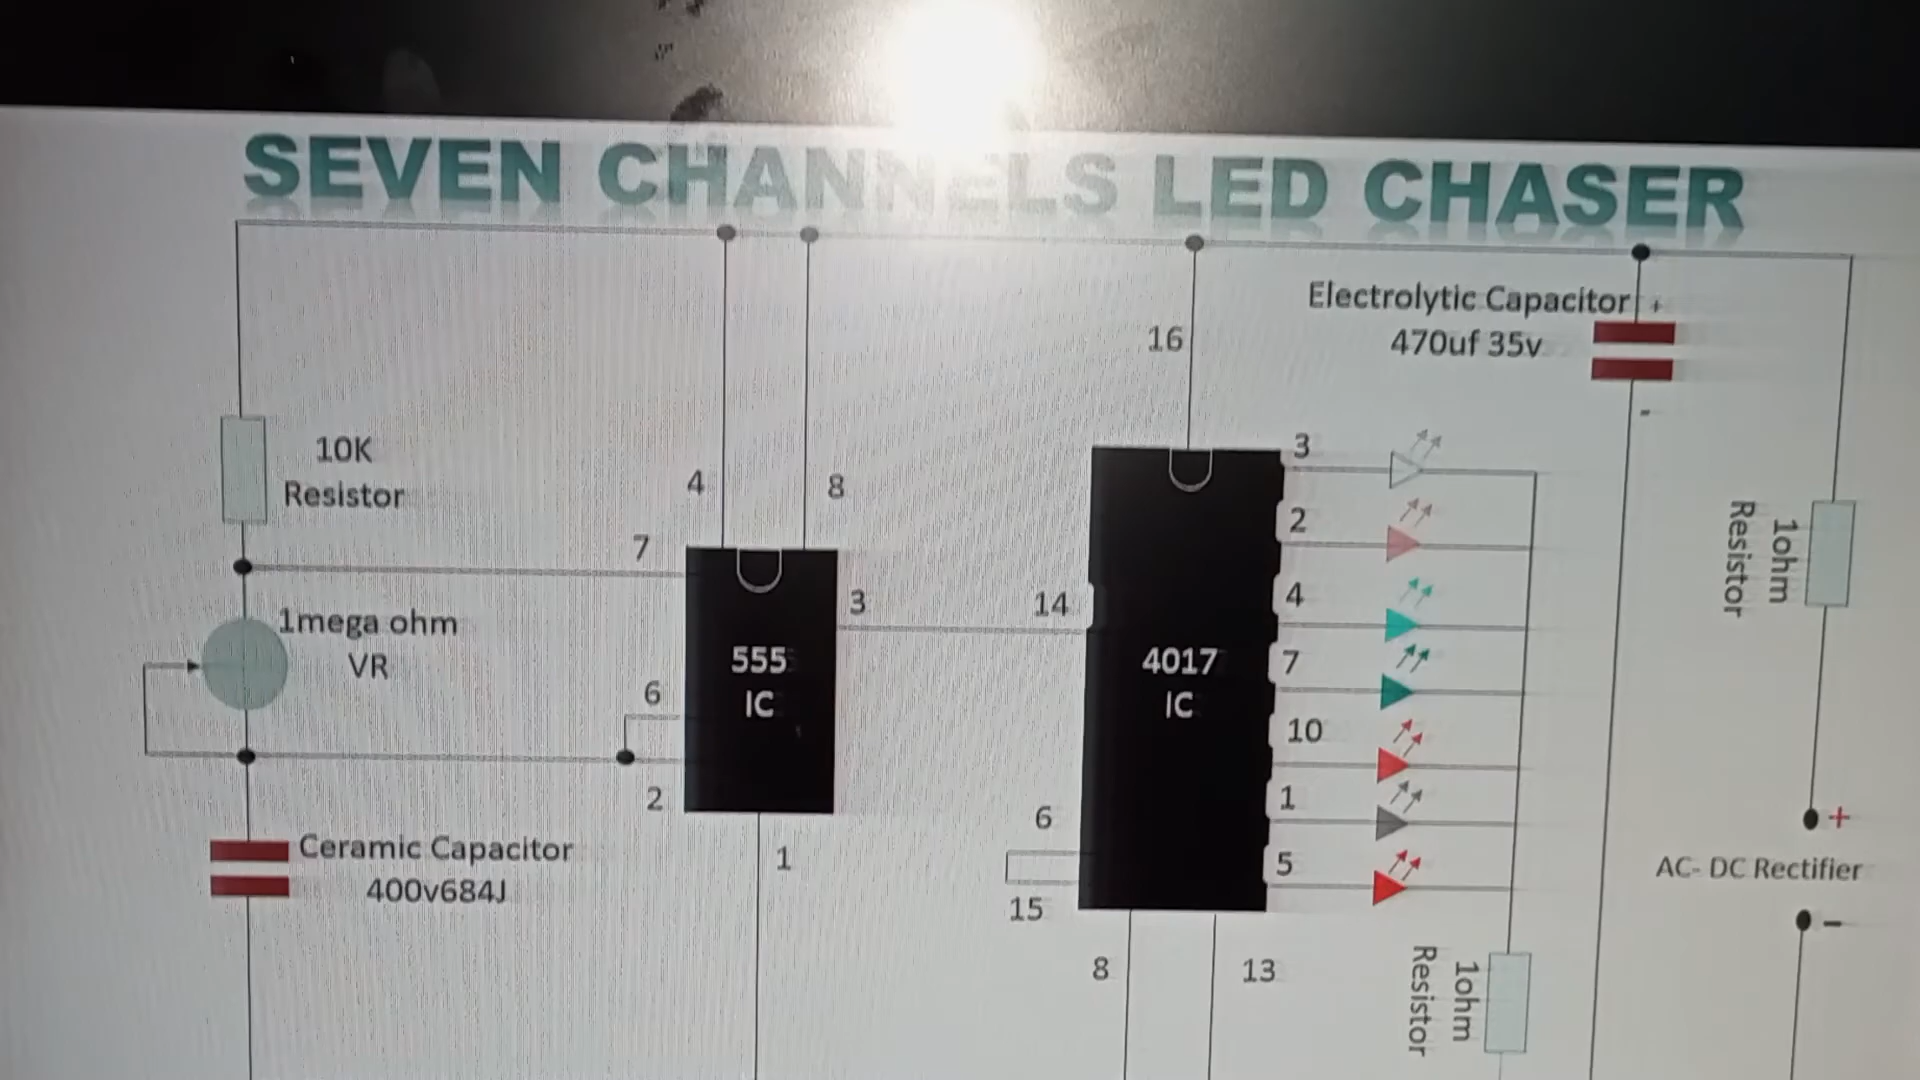 SEVEN CHANNELS LED CHASER
Electrolytic Capacitor +
470uf 35v
-
16
10K
Resistor
4
8
7
3
14
1mega ohm
VR
555
IC
6
2
1
4017
IC
3
2
4
7
10
1
5
6
15
8
13
1ohm
Resistor
1ohm
Resistor
+
AC- DC Rectifier
-
Ceramic Capacitor
400v684J